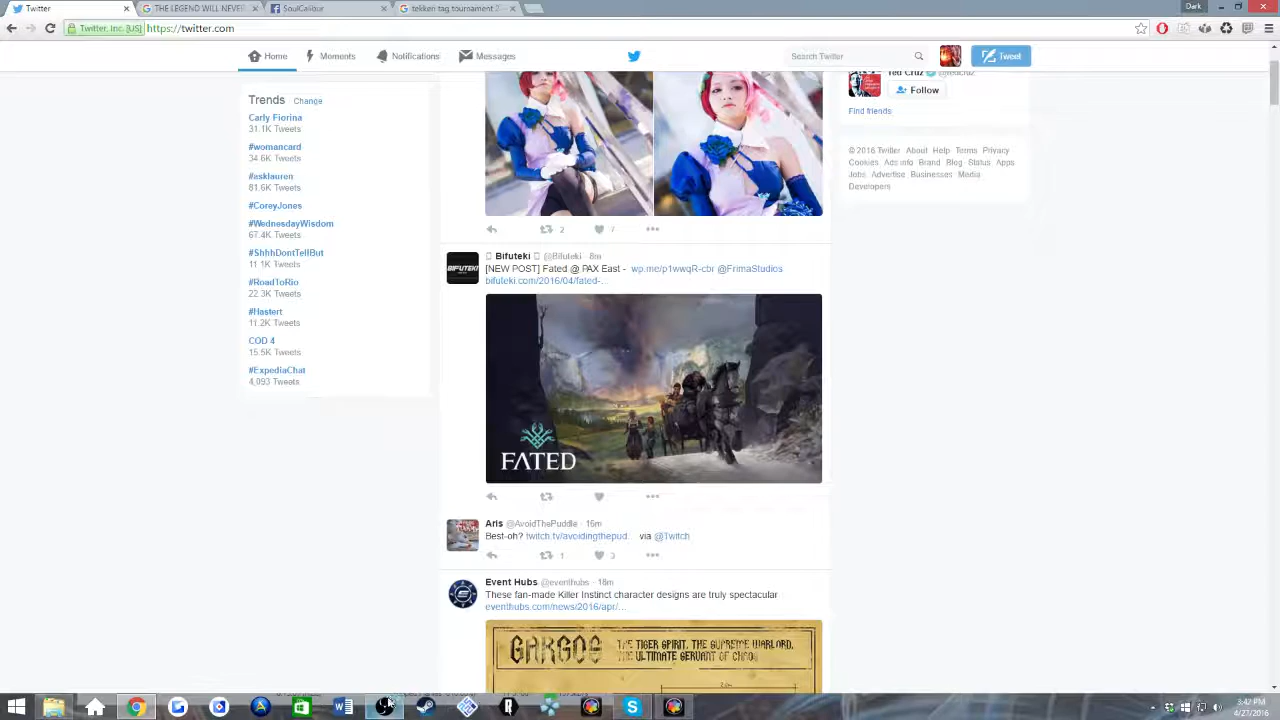 Twitter
THE LEGEND WILL NEVER
SoulCalibur
tekken tag tournament 2
Dark
Twitter, Inc. [US]
https://twitter.com
Home
Moments
Notifications
Messages
Search Twitter
Tweet
Trends
Change
Carly Fiorina
31.1K Tweets
#womancard
34.6K Tweets
#asklauren
81.6K Tweets
#CoreyJones
#WednesdayWisdom
67.4K Tweets
#ShhhDontTellBut
11.1K Tweets
#RoadToRio
22.3K Tweets
#Hastert
11.2K Tweets
COD 4
15.5K Tweets
#ExpediaChat
4,093 Tweets
2
7
Bifuteki @Bifuteki · 8m
[NEW POST] Fated @ PAX East - wp.me/p1wwqR-cbr @FrimaStudios
bifuteki.com/2016/04/fated-...
BIFUTEKI
FATED
Aris @AvoidThePuddle · 15m
Best-oh? twitch.tv/avoidingthepud... via @Twitch
1
3
Event Hubs @eventhubs · 18m
These fan-made Killer Instinct character designs are truly spectacular
eventhubs.com/news/2016/apr/...
GARGOS
THE TIGER SPIRIT, THE SUPREME WARLORD,
THE ULTIMATE SERVANT OF CHAOS
Ted Cruz @tedcruz
Follow
Find friends
© 2016 Twitter About Help Terms Privacy
Cookies Ads info Brand Blog Status Apps
Jobs Advertise Businesses Media
Developers
3:42 PM
4/27/2016